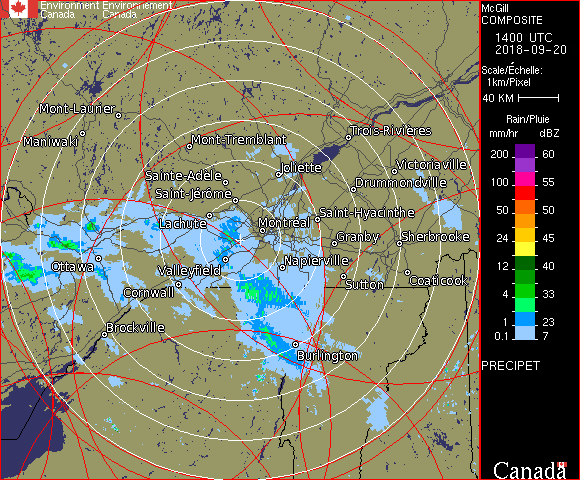 Environment Environnement
Canada Canada
McGill
COMPOSITE
1400 UTC
2018-09-20
Scale/Échelle:
1km/Pixel
40 KM
Rain/Pluie
mm/hr dBZ
200 60
100 55
50 50
24 45
12 40
4 33
1 23
0.1 7
PRECIPET
Canada
Mont-Laurier
Maniwaki
Mont-Tremblant
Trois-Rivières
Joliette
Victoriaville
Sainte-Adèle
Drummondville
Saint-Jérôme
Lachute
Saint-Hyacinthe
Montréal
Granby
Sherbrooke
Ottawa
Valleyfield
Napierville
Sutton
Coaticook
Cornwall
Brockville
Burlington